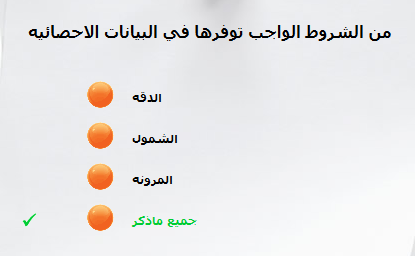 من الشروط الواجب توفرها في البيانات الاحصائيه
الدقه
الشمول
المرونه
جميع ماذكر